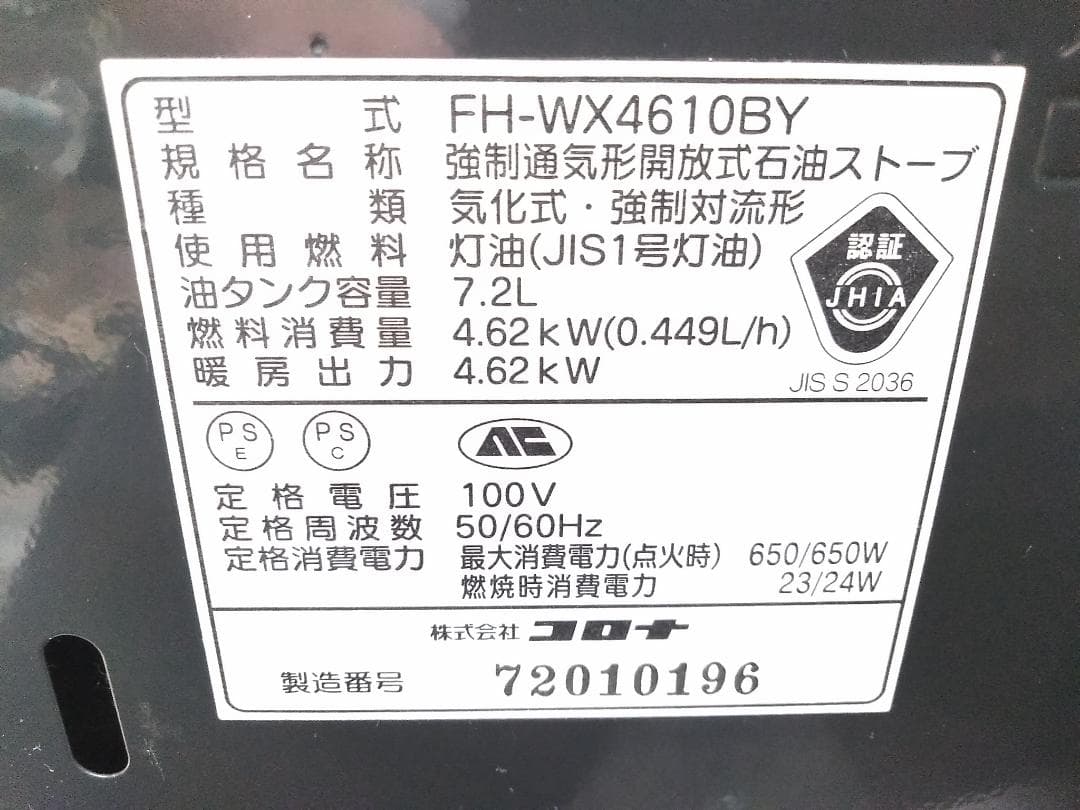 型式 FH-WX4610BY
規格名称 強制通気形開放式石油ストーブ
種類 気化式・強制対流形
使用燃料 灯油(JIS1号灯油)
油タンク容量 7.2L
燃料消費量 4.62kW(0.449L/h)
暖房出力 4.62kW
認証
JHIA
JIS S 2036
PS
E
PS
C
定格電圧 100V
定格周波数 50/60Hz
定格消費電力 最大消費電力(点火時) 650/650W
燃焼時消費電力 23/24W
株式会社 コロナ
製造番号 72010196